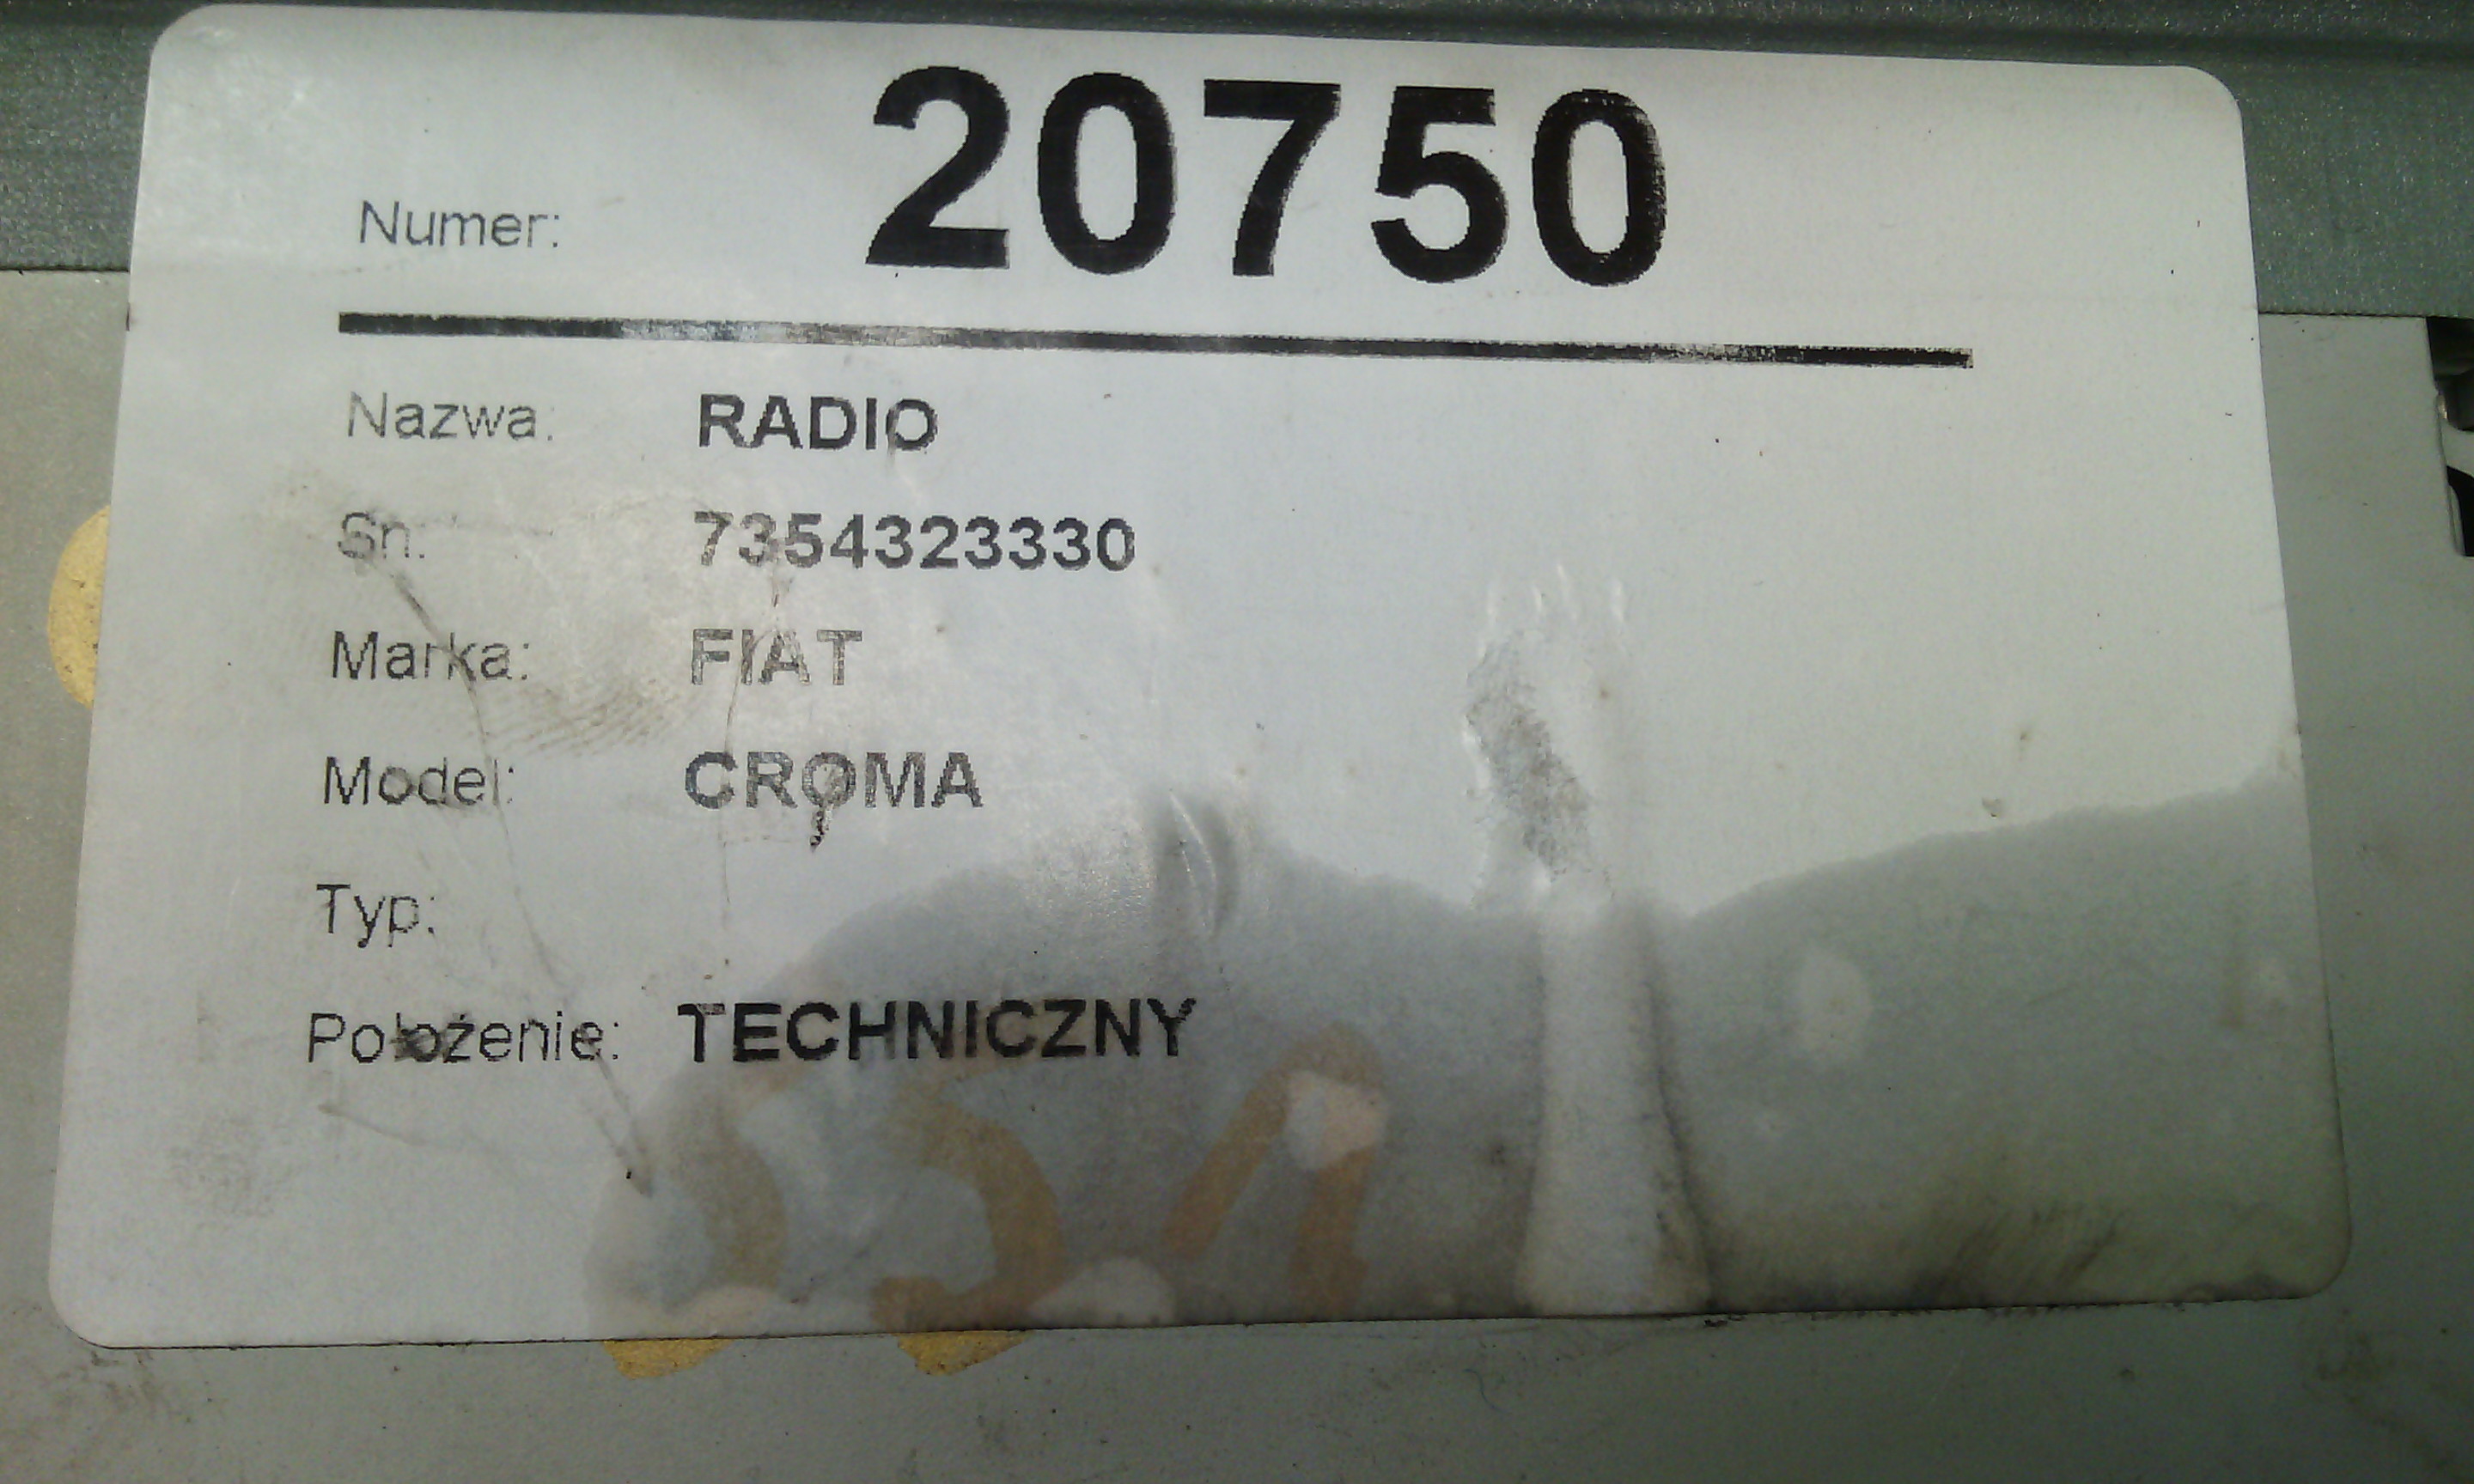 Numer: 20750
Nazwa: RADIO
Sn: 7354323330
Marka: FIAT
Model: CROMA
Typ:
Położenie: TECHNICZNY